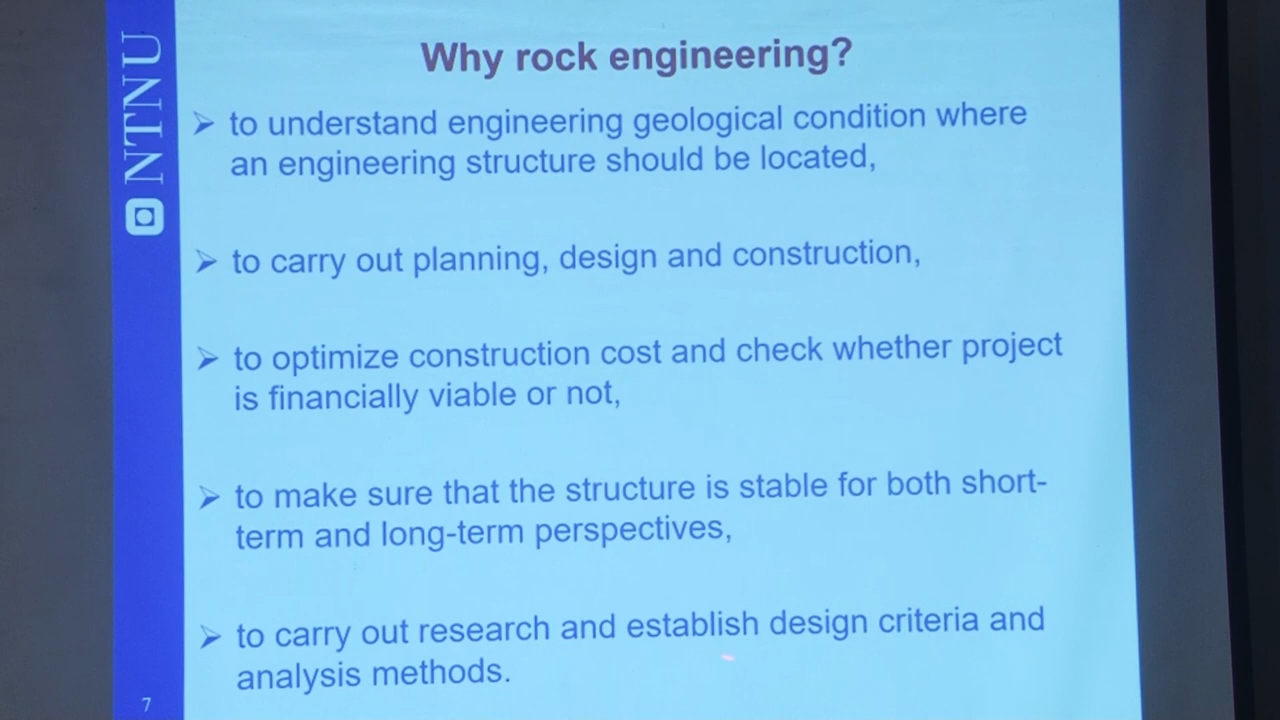 NTNU
Why rock engineering?
to understand engineering geological condition where
an engineering structure should be located,
to carry out planning, design and construction,
to optimize construction cost and check whether project
is financially viable or not,
to make sure that the structure is stable for both short-
term and long-term perspectives,
to carry out research and establish design criteria and
analysis methods.
7